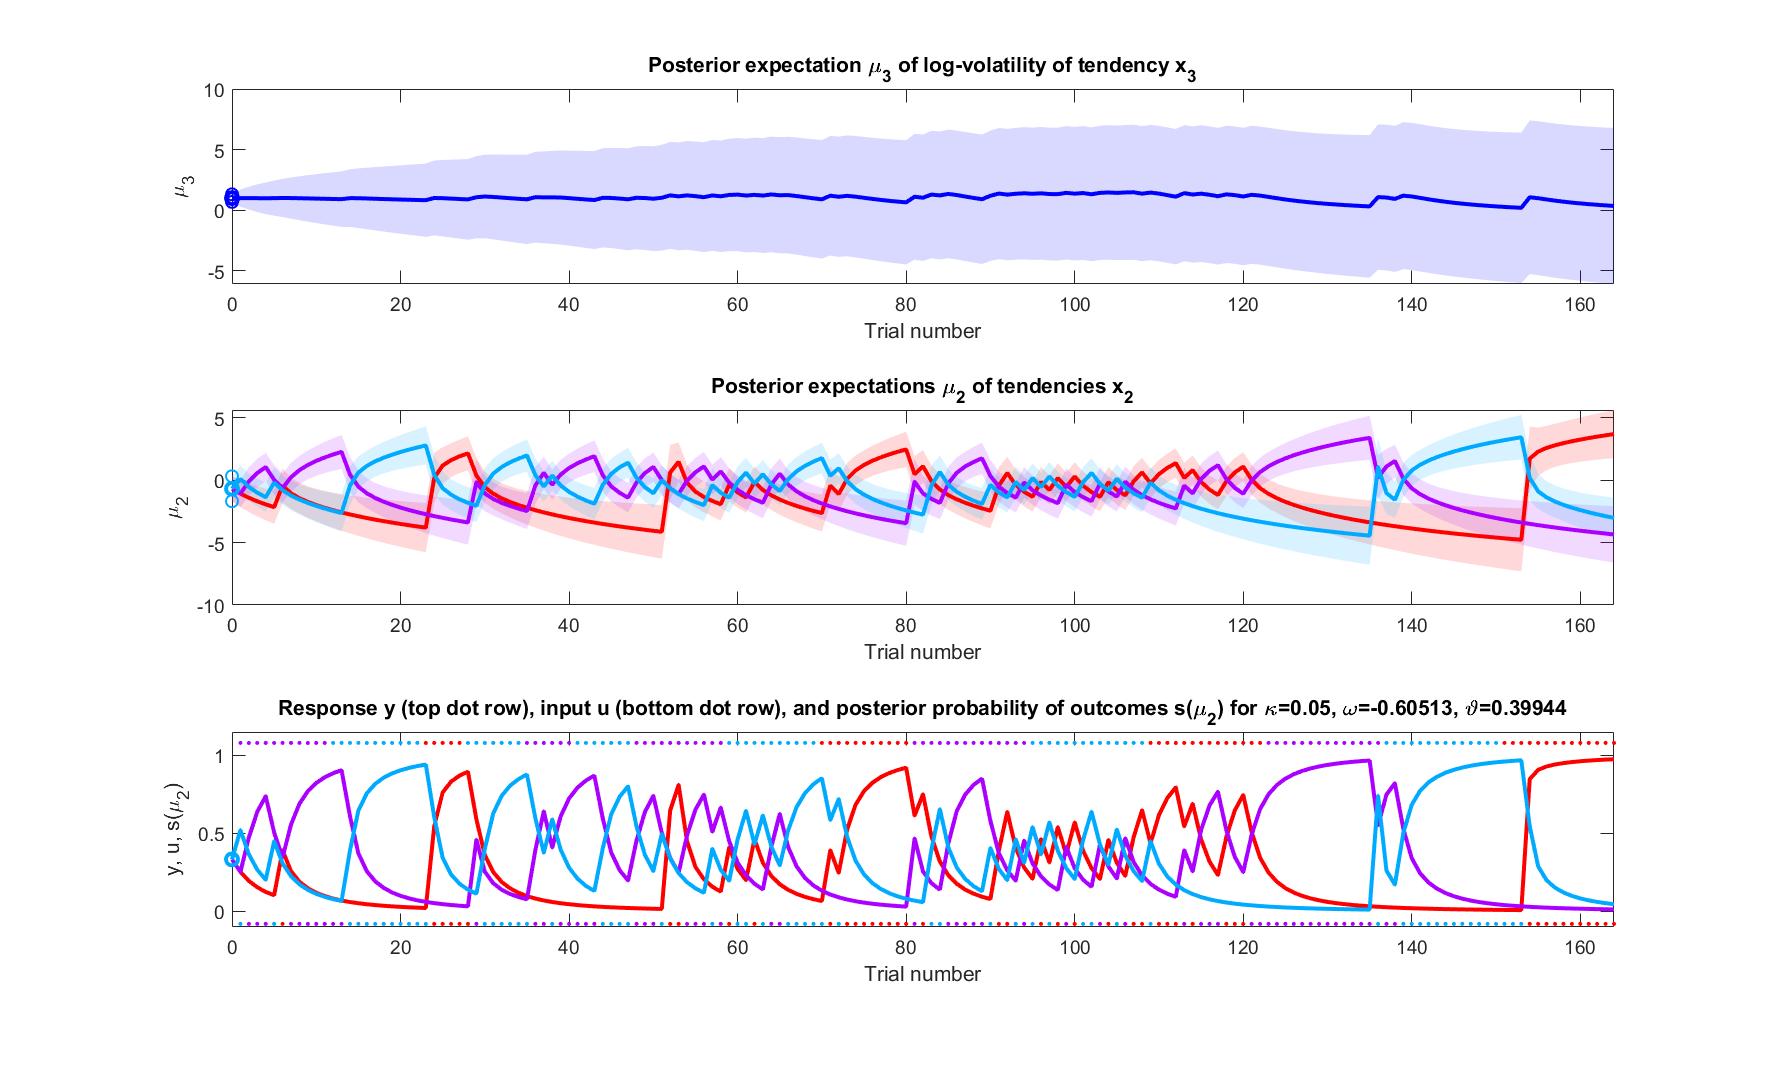 Posterior expectation μ3 of log-volatility of tendency x3
10
5
0
-5
μ3
0 20 40 60 80 100 120 140 160
Trial number
Posterior expectations μ2 of tendencies x2
5
0
-5
-10
μ2
0 20 40 60 80 100 120 140 160
Trial number
Response y (top dot row), input u (bottom dot row), and posterior probability of outcomes s(μ2) for κ=0.05, ω=-0.60513, ϑ=0.39944
1
0.5
0
y, u, s(μ2)
0 20 40 60 80 100 120 140 160
Trial number